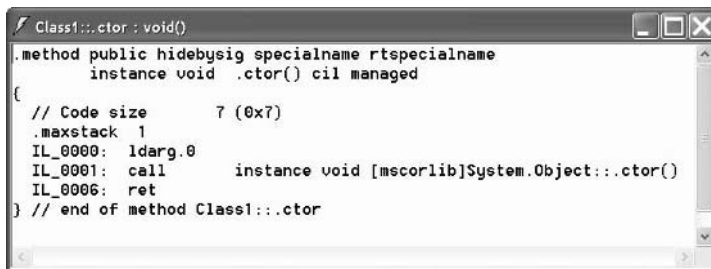 Class1::.ctor : void()
.method public hidebysig specialname rtspecialname
        instance void  .ctor() cil managed
{
  // Code size       7 (0x7)
  .maxstack  1
  IL_0000:  ldarg.0
  IL_0001:  call       instance void [mscorlib]System.Object::.ctor()
  IL_0006:  ret
} // end of method Class1::.ctor